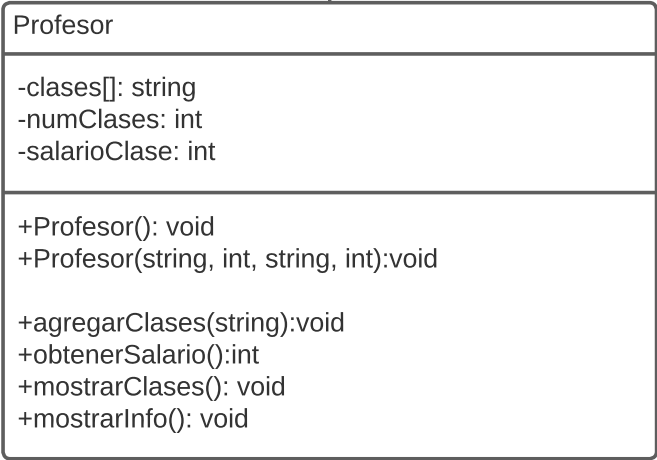 Profesor
-clases[]: string
-numClases: int
-salarioClase: int
+Profesor(): void
+Profesor(string, int, string, int):void
+agregarClases(string):void
+obtenerSalario():int
+mostrarClases(): void
+mostrarInfo(): void